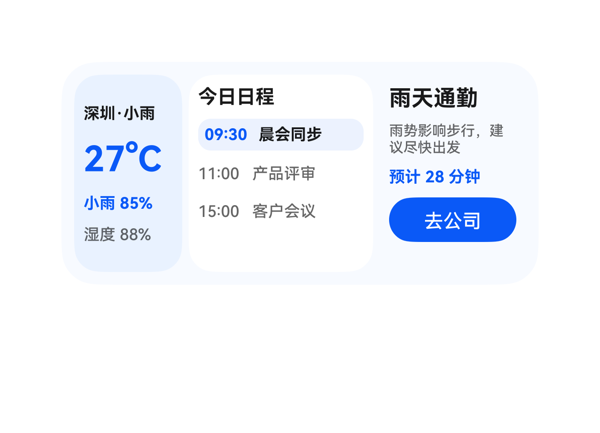 深圳·小雨
27°C
小雨 85%
湿度 88%
今日日程
09:30 晨会同步
11:00 产品评审
15:00 客户会议
雨天通勤
雨势影响步行，建
议尽快出发
预计 28 分钟
去公司